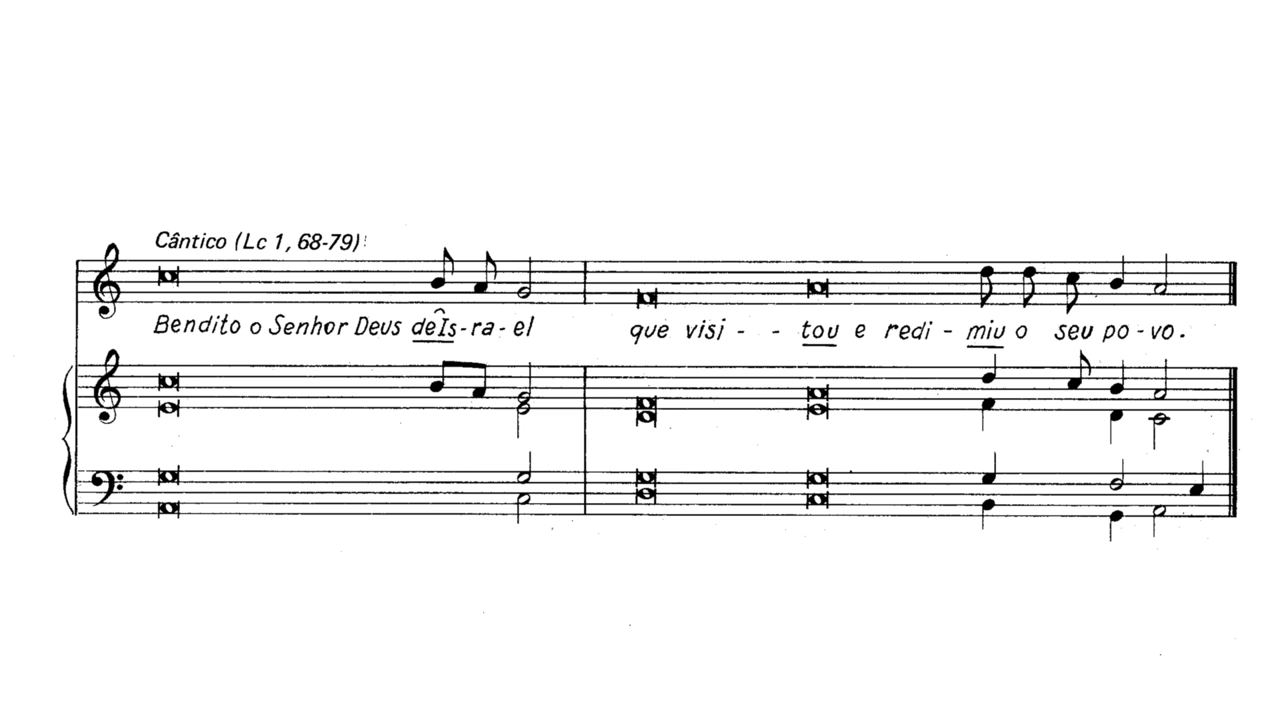 Cântico (Lc 1, 68-79):
Bendito o Senhor Deus de Is-ra-el que visi - - tou e redi - miu o seu po-vo.